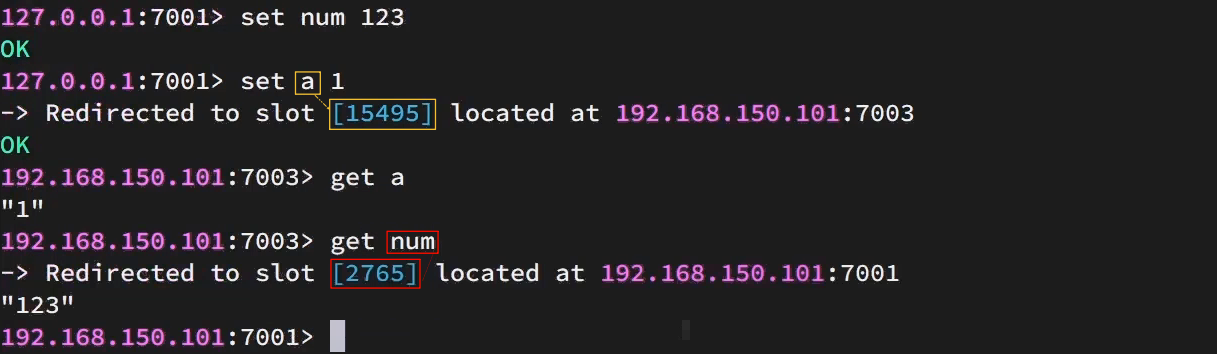 127.0.0.1:7001> set num 123
OK
127.0.0.1:7001> set a 1
-> Redirected to slot [15495] located at 192.168.150.101:7003
OK
192.168.150.101:7003> get a
"1"
192.168.150.101:7003> get num
-> Redirected to slot [2765] located at 192.168.150.101:7001
"123"
192.168.150.101:7001>